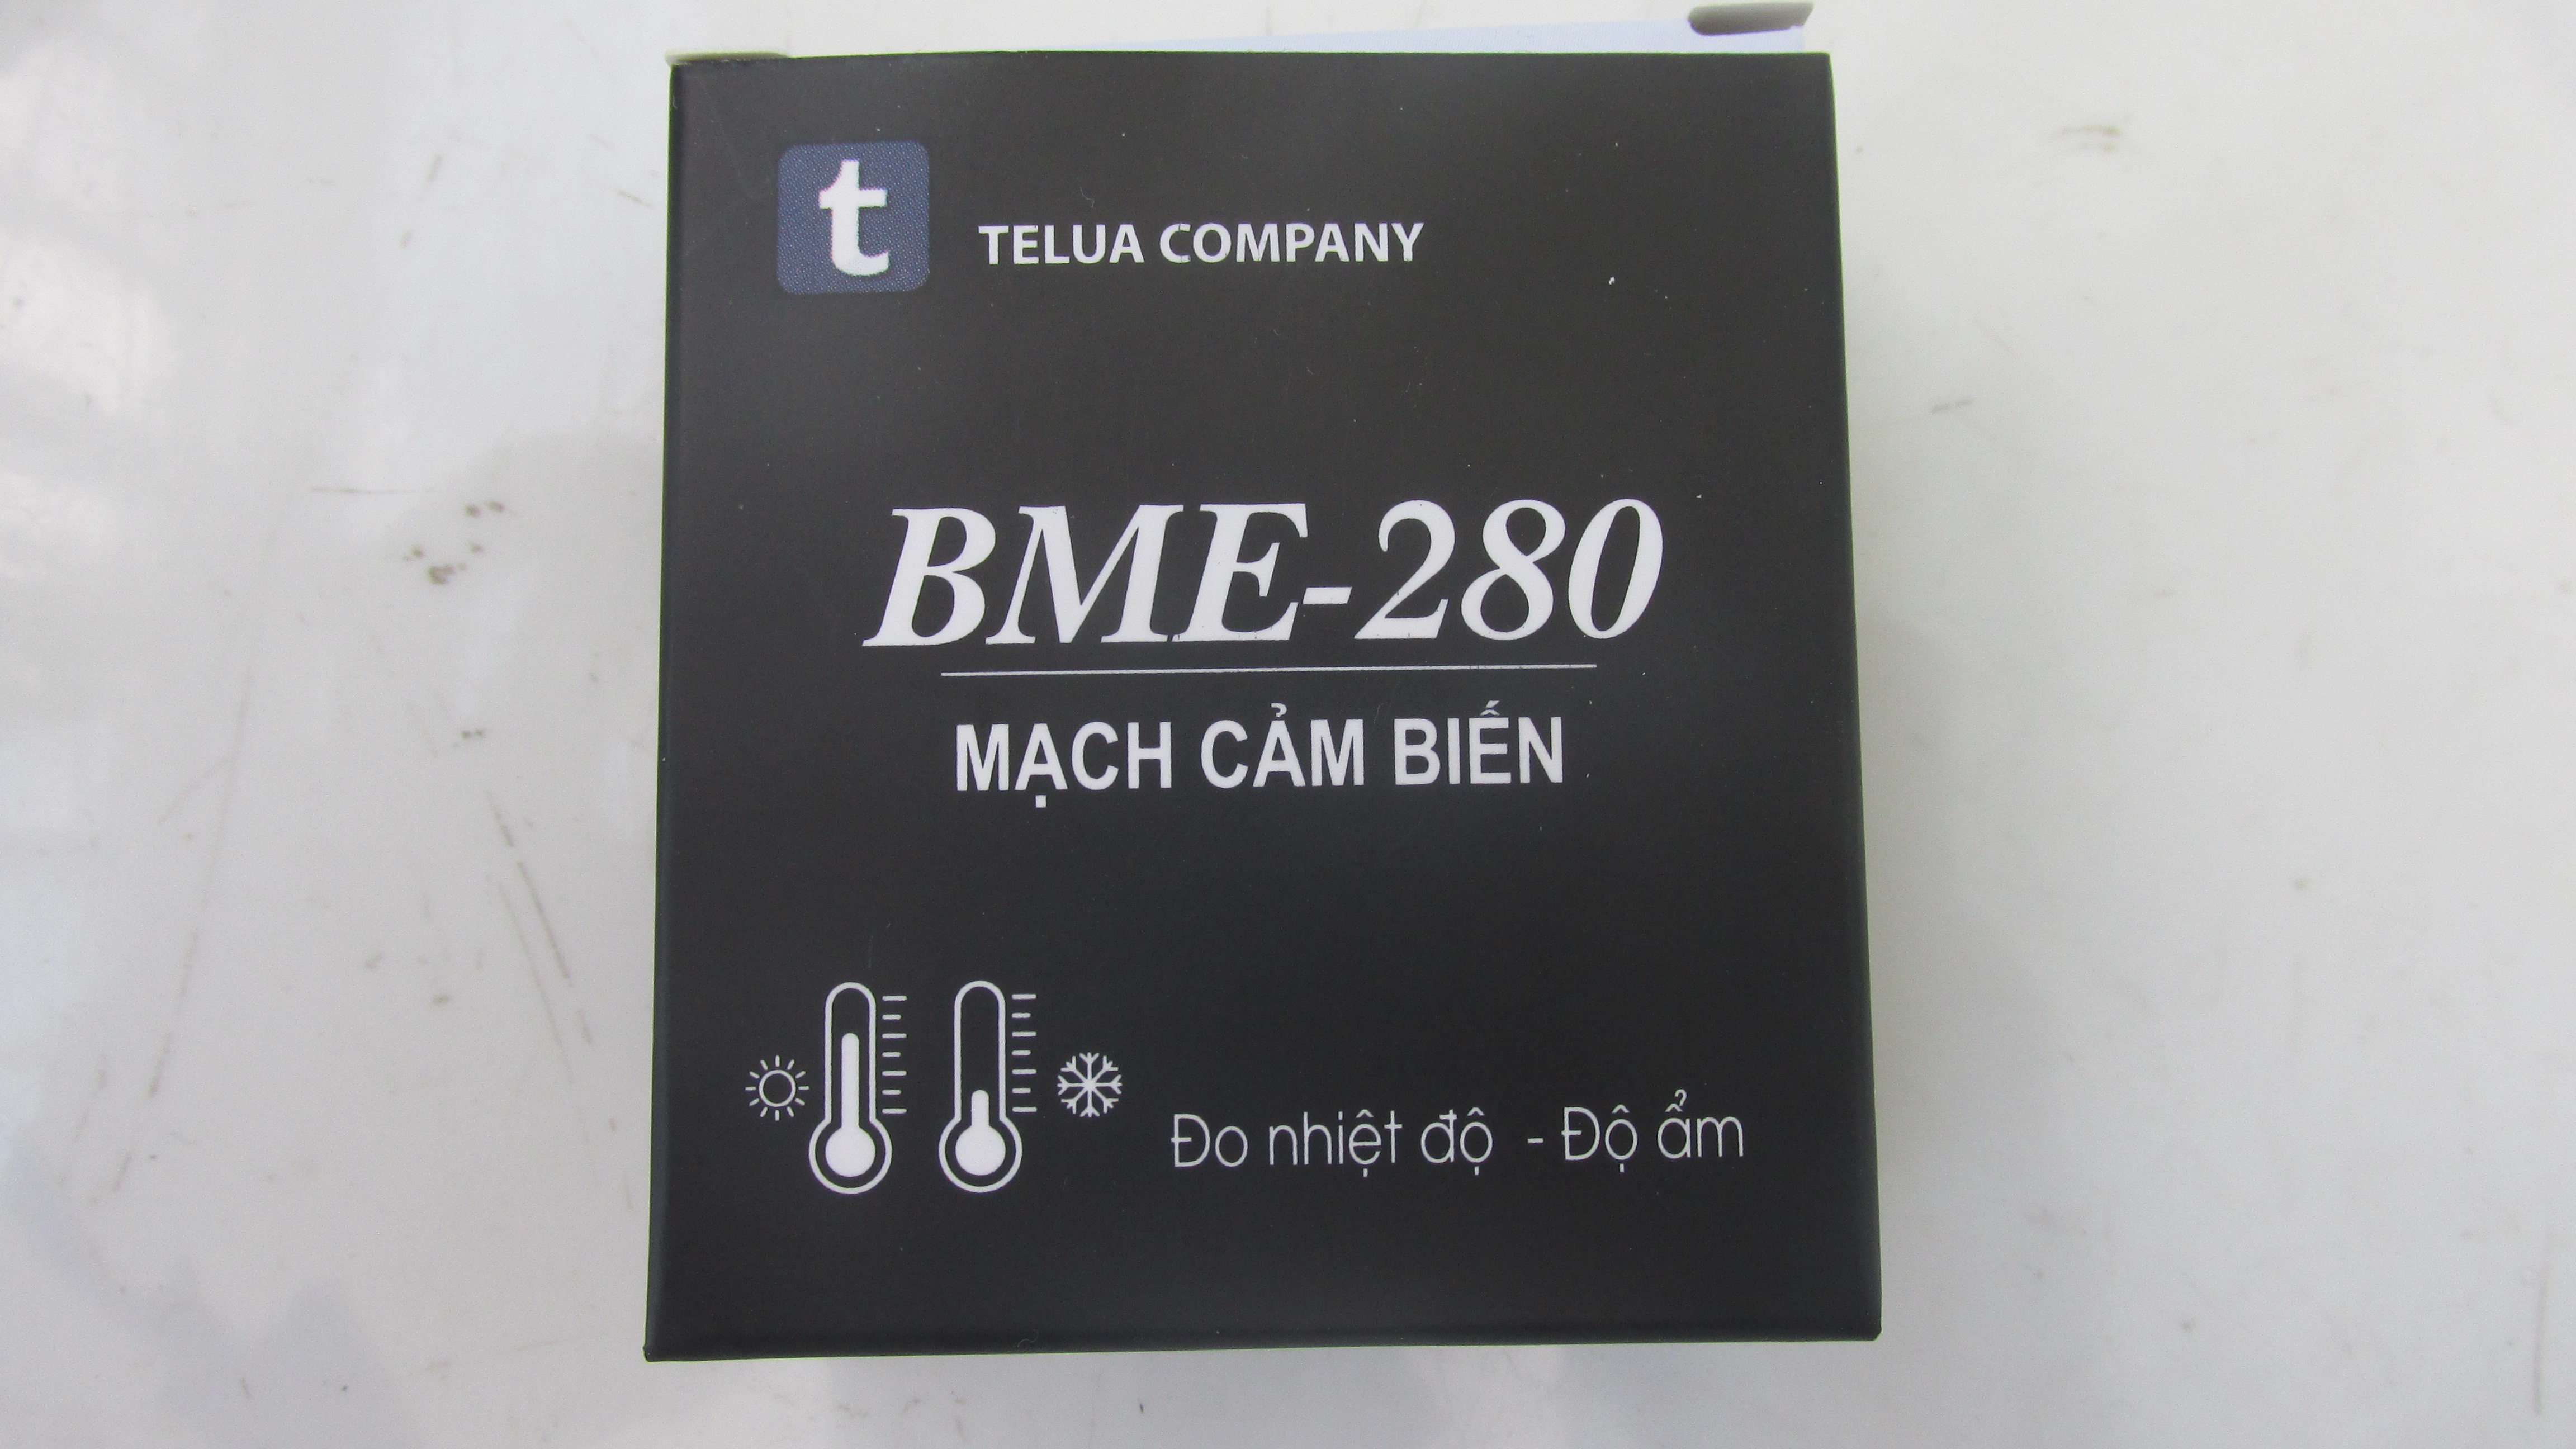 t
TELUA COMPANY
BME-280
MẠCH CẢM BIẾN
Đo nhiệt độ - Độ ẩm